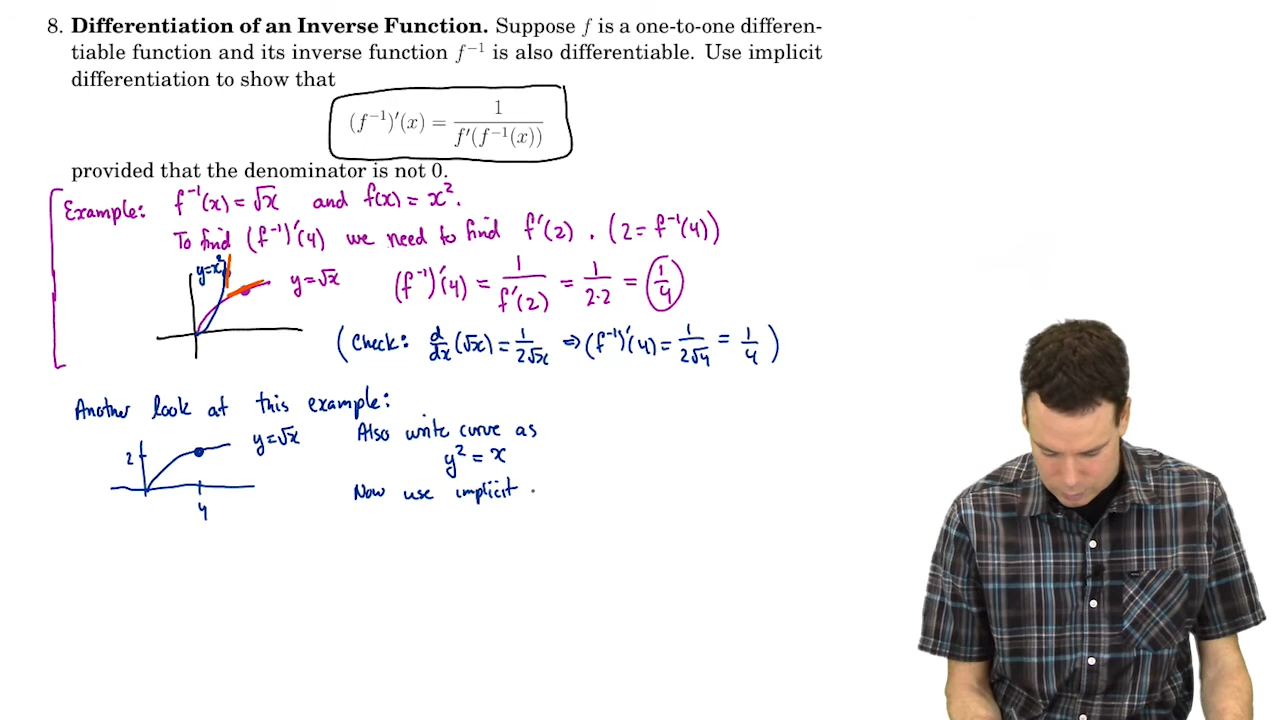 8. Differentiation of an Inverse Function. Suppose f is a one-to-one differen-
tiable function and its inverse function f⁻¹ is also differentiable. Use implicit
differentiation to show that
(f⁻¹)′(x) = 1 / f′(f⁻¹(x))
provided that the denominator is not 0.
Example: f⁻¹(x) = √x and f(x) = x².
To find (f⁻¹)′(4) we need to find f′(2). (2 = f⁻¹(4))
y=x²
y=√x
(f⁻¹)′(4) = 1/f′(2) = 1/2·2 = 1/4
(Check: d/dx (√x) = 1/2√x ⇒ (f⁻¹)′(4) = 1/2√4 = 1/4)
Another look at this example:
2
y=√x
4
Also write curve as
y² = x
Now use implicit